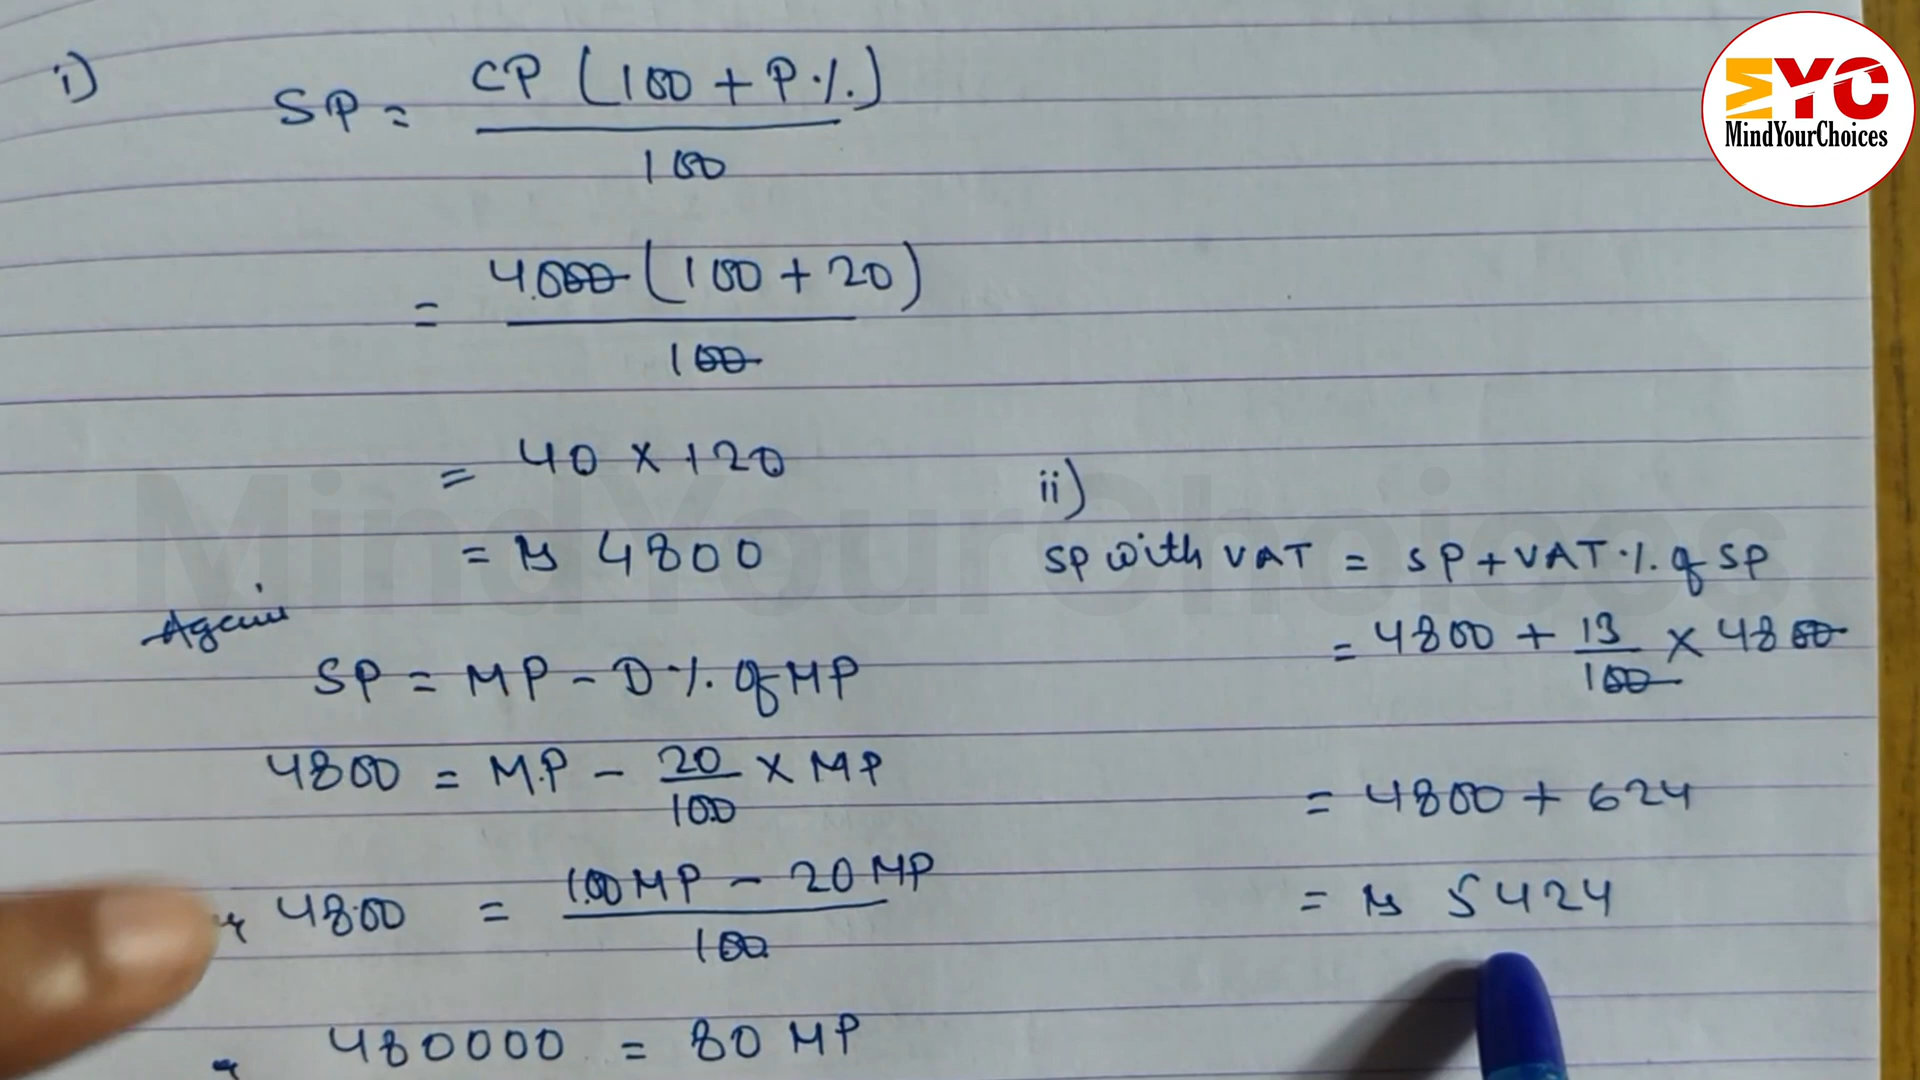 MYC
MindYourChoices
i)
SP = CP (100 + P%)
100
= 4000 (100 + 20)
100
= 40 × 120
= Rs 4800
Again
SP = MP - D% of MP
4800 = MP - 20/100 × MP
4800 = 100MP - 20MP
100
480000 = 80 MP
ii)
SP with VAT = SP + VAT% of SP
= 4800 + 13/100 × 4800
= 4800 + 624
= Rs 5424
MindYourChoices